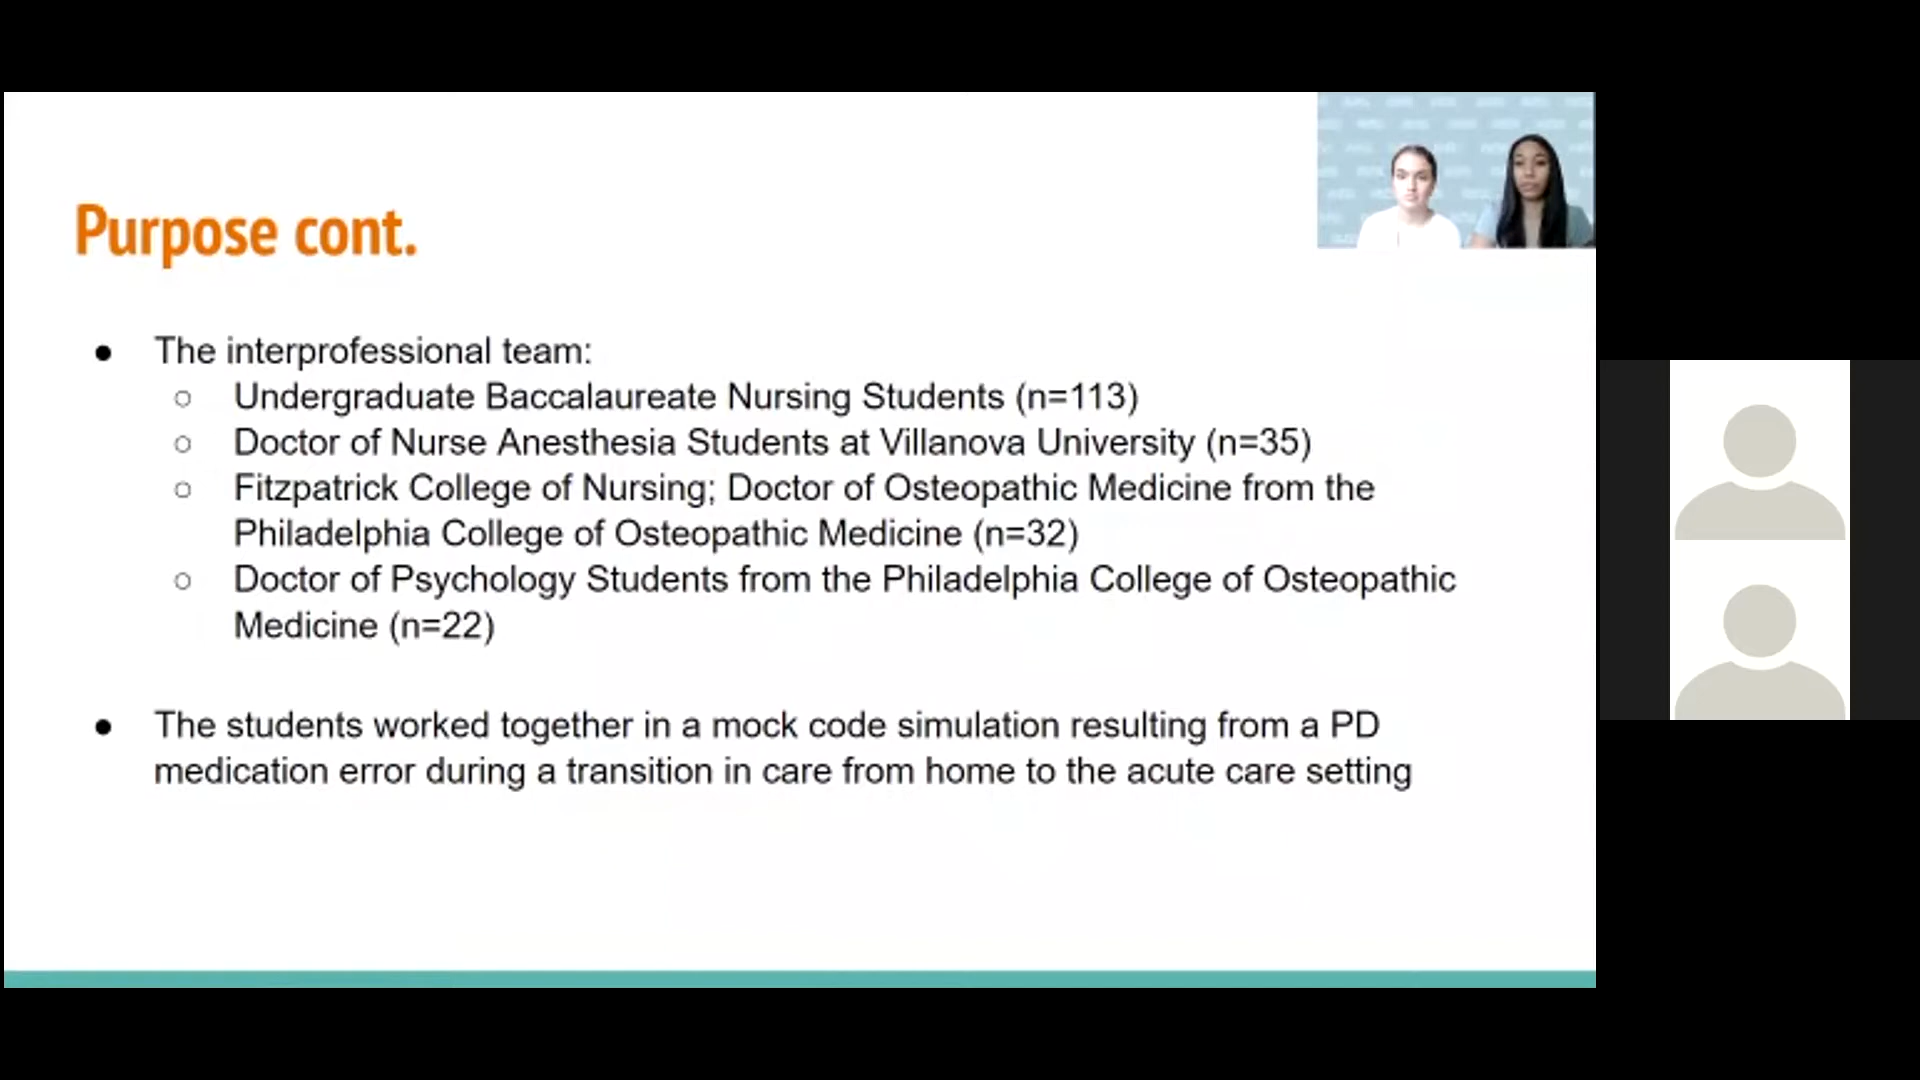 Purpose cont.
● The interprofessional team:
○ Undergraduate Baccalaureate Nursing Students (n=113)
○ Doctor of Nurse Anesthesia Students at Villanova University (n=35)
○ Fitzpatrick College of Nursing; Doctor of Osteopathic Medicine from the
Philadelphia College of Osteopathic Medicine (n=32)
○ Doctor of Psychology Students from the Philadelphia College of Osteopathic
Medicine (n=22)
● The students worked together in a mock code simulation resulting from a PD
medication error during a transition in care from home to the acute care setting